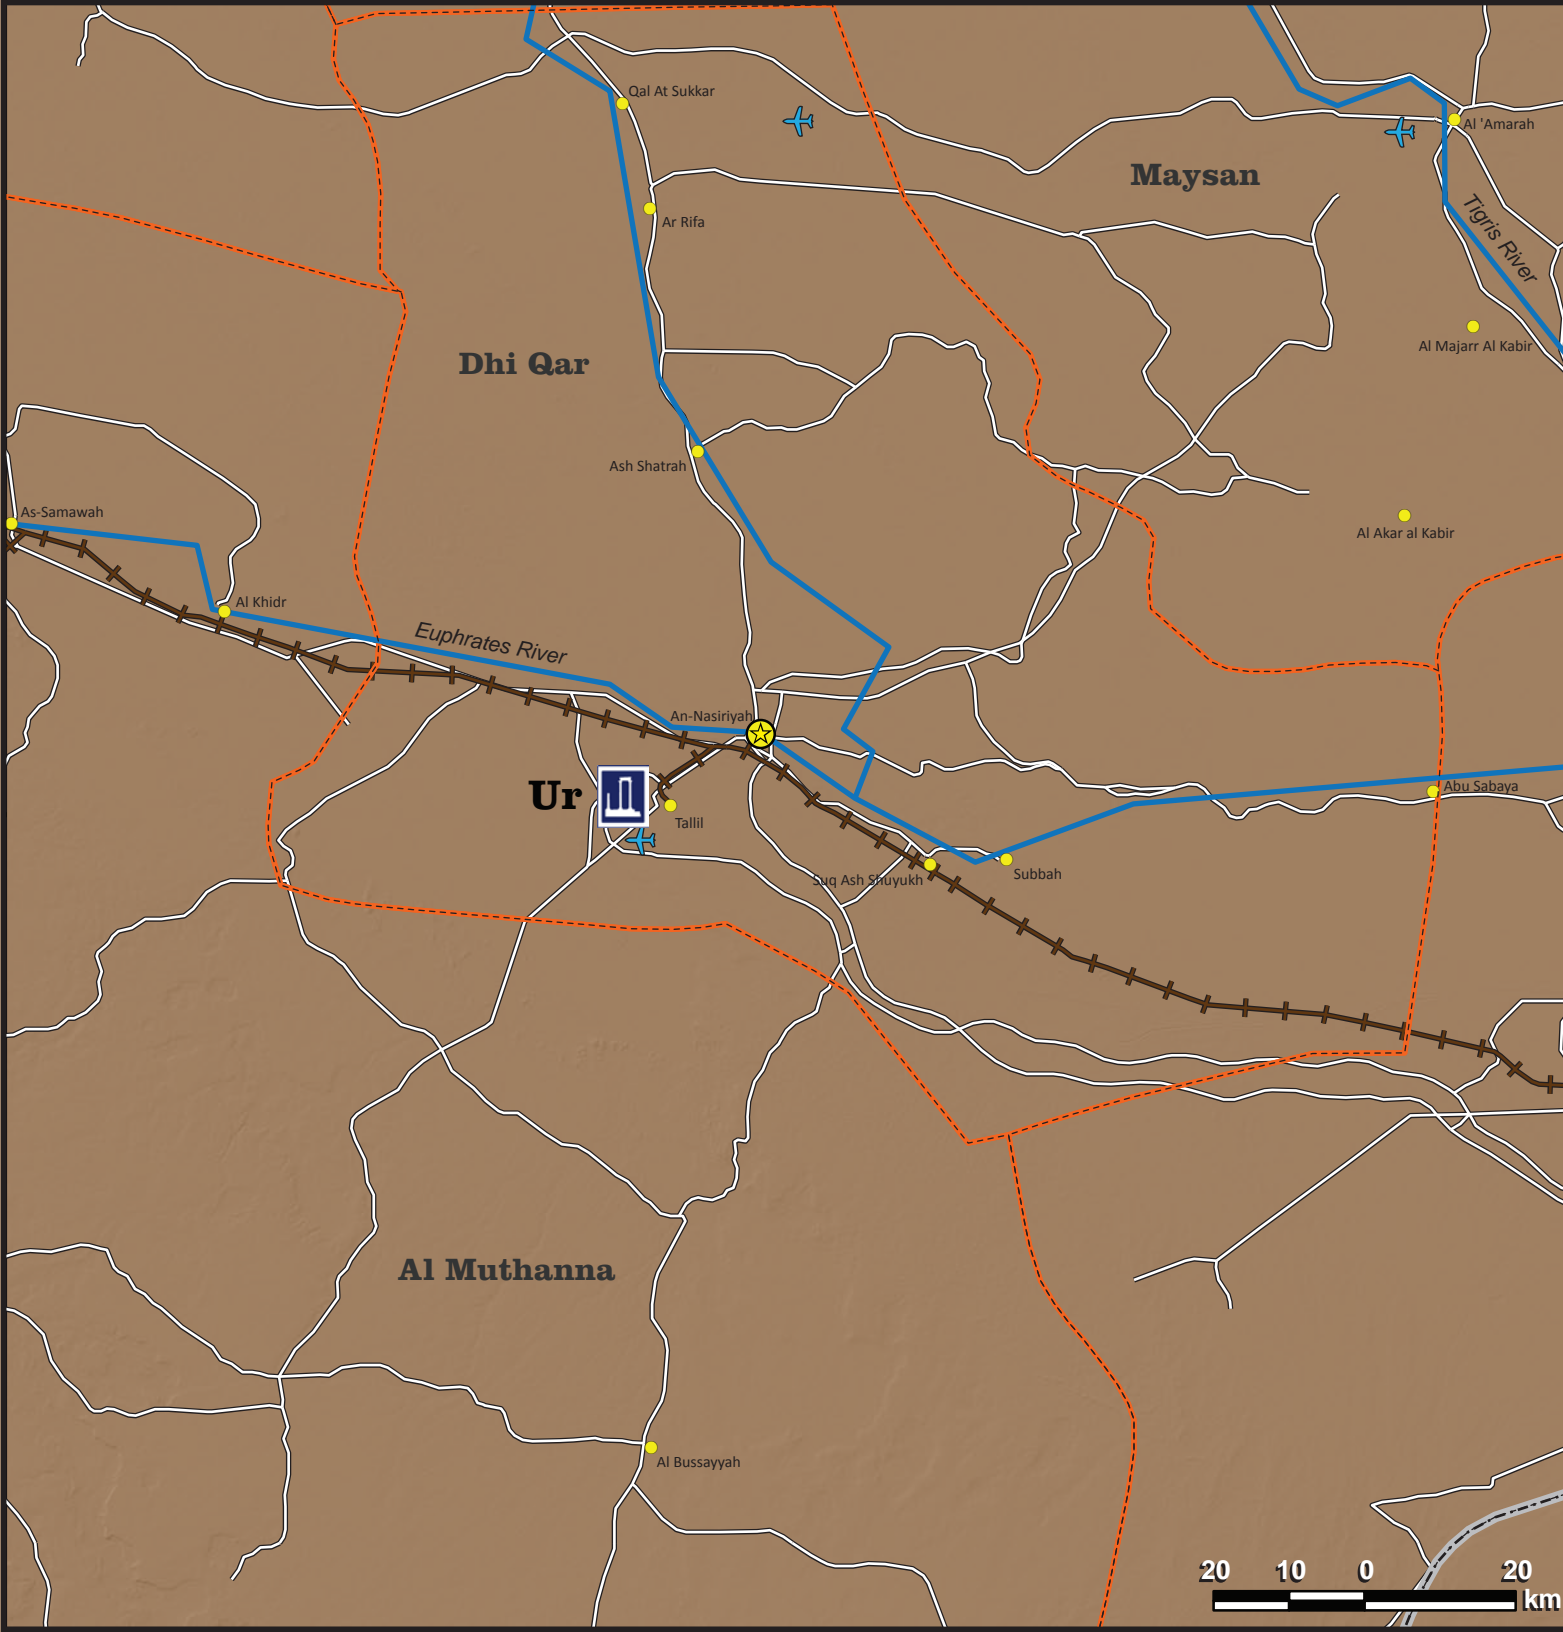 Qal At Sukkar
Al 'Amarah
Maysan
Ar Rifa
Tigris River
Al Majarr Al Kabir
Dhi Qar
Ash Shatrah
As-Samawah
Al Akar al Kabir
Al Khidr
Euphrates River
An-Nasiriyah
Ur
Abu Sabaya
Tallil
Suq Ash Shuyukh
Subbah
Al Muthanna
Al Bussayyah
20 10 0 20
km